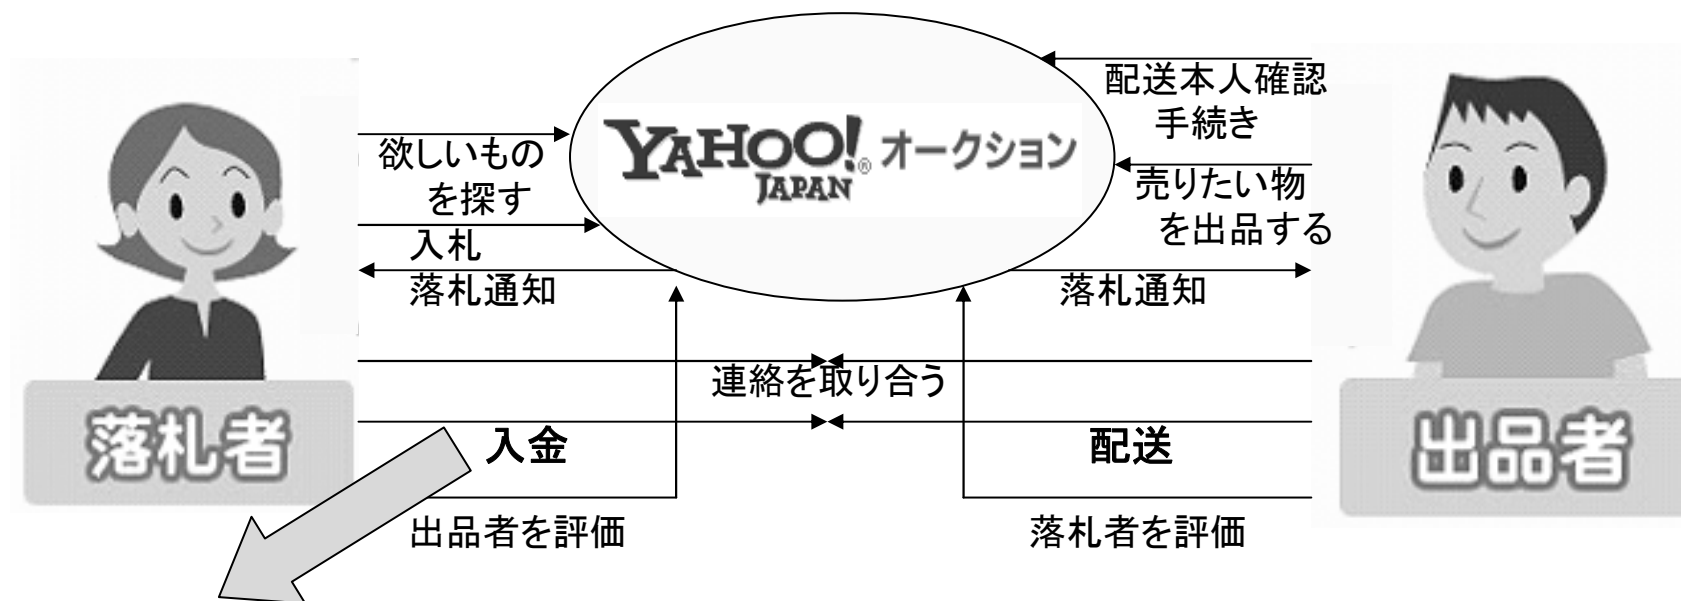 配送本人確認
手続き
欲しいもの
を探す
YAHOO!® オークション
JAPAN
売りたい物
を出品する
入札
落札通知
落札通知
連絡を取り合う
落札者
入金
配送
出品者
出品者を評価
落札者を評価